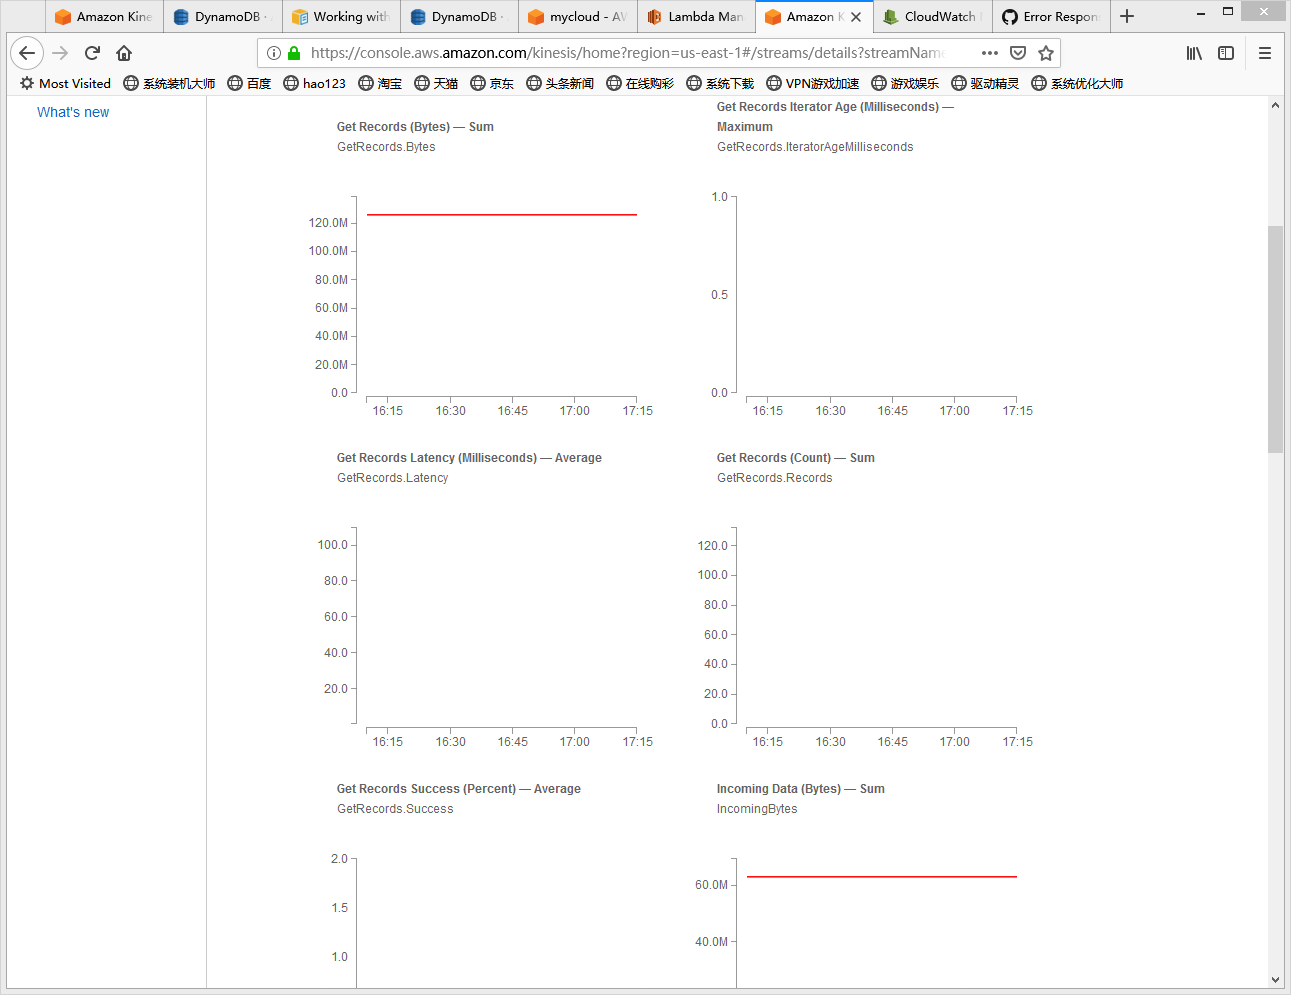 Amazon Kine
DynamoDB ·
Working with
DynamoDB ·
mycloud - AV
Lambda Man
Amazon K
CloudWatch
Error Respon
https://console.aws.amazon.com/kinesis/home?region=us-east-1#/streams/details?streamName
Most Visited
系统装机大师
百度
hao123
淘宝
天猫
京东
头条新闻
在线购彩
系统下载
VPN游戏加速
游戏娱乐
驱动精灵
系统优化大师
What's new
Get Records (Bytes) — Sum
GetRecords.Bytes
120.0M
100.0M
80.0M
60.0M
40.0M
20.0M
0.0
16:15 16:30 16:45 17:00 17:15
Get Records Iterator Age (Milliseconds) —
Maximum
GetRecords.IteratorAgeMilliseconds
1.0
0.5
0.0
16:15 16:30 16:45 17:00 17:15
Get Records Latency (Milliseconds) — Average
GetRecords.Latency
100.0
80.0
60.0
40.0
20.0
16:15 16:30 16:45 17:00 17:15
Get Records (Count) — Sum
GetRecords.Records
120.0
100.0
80.0
60.0
40.0
20.0
0.0
16:15 16:30 16:45 17:00 17:15
Get Records Success (Percent) — Average
GetRecords.Success
2.0
1.5
1.0
Incoming Data (Bytes) — Sum
IncomingBytes
60.0M
40.0M